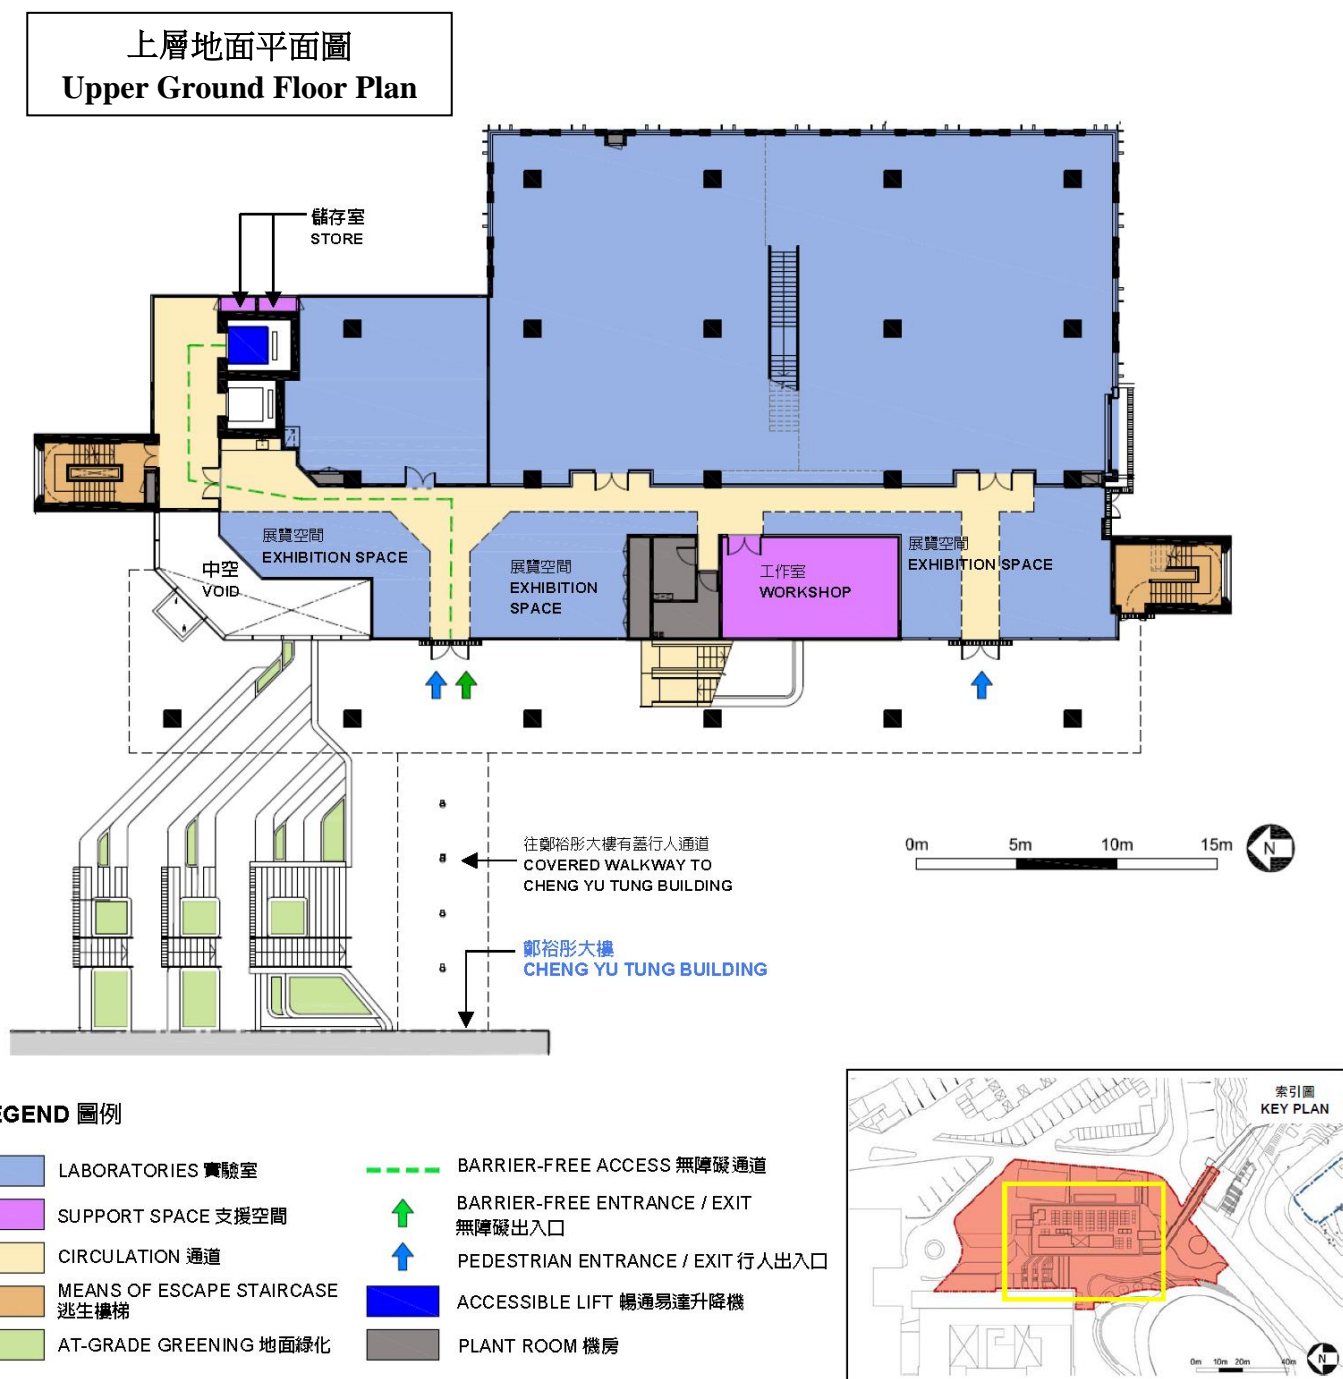 上層地面平面圖
Upper Ground Floor Plan
儲存室
STORE
展覽空間
EXHIBITION SPACE
中空
VOID
展覽空間
EXHIBITION
SPACE
工作室
WORKSHOP
展覽空間
EXHIBITION SPACE
往鄭裕彤大樓有蓋行人通道
COVERED WALKWAY TO
CHENG YU TUNG BUILDING
0m 5m 10m 15m
N
鄭裕彤大樓
CHENG YU TUNG BUILDING
EGEND 圖例
LABORATORIES 實驗室
SUPPORT SPACE 支援空間
CIRCULATION 通道
MEANS OF ESCAPE STAIRCASE
逃生樓梯
AT-GRADE GREENING 地面綠化
BARRIER-FREE ACCESS 無障礙通道
BARRIER-FREE ENTRANCE / EXIT
無障礙出入口
PEDESTRIAN ENTRANCE / EXIT 行人出入口
ACCESSIBLE LIFT 暢通易達升降機
PLANT ROOM 機房
索引圖
KEY PLAN
0m 10m 20m 40m
N